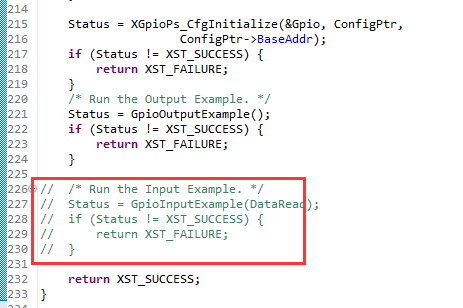 214
215 Status = XGpioPs_CfgInitialize(&Gpio, ConfigPtr,
216 ConfigPtr->BaseAddr);
217 if (Status != XST_SUCCESS) {
218 return XST_FAILURE;
219 }
220 /* Run the Output Example. */
221 Status = GpioOutputExample();
222 if (Status != XST_SUCCESS) {
223 return XST_FAILURE;
224 }
225
226 // /* Run the Input Example. */
227 // Status = GpioInputExample(DataRead);
228 // if (Status != XST_SUCCESS) {
229 // return XST_FAILURE;
230 // }
231
232 return XST_SUCCESS;
233 }